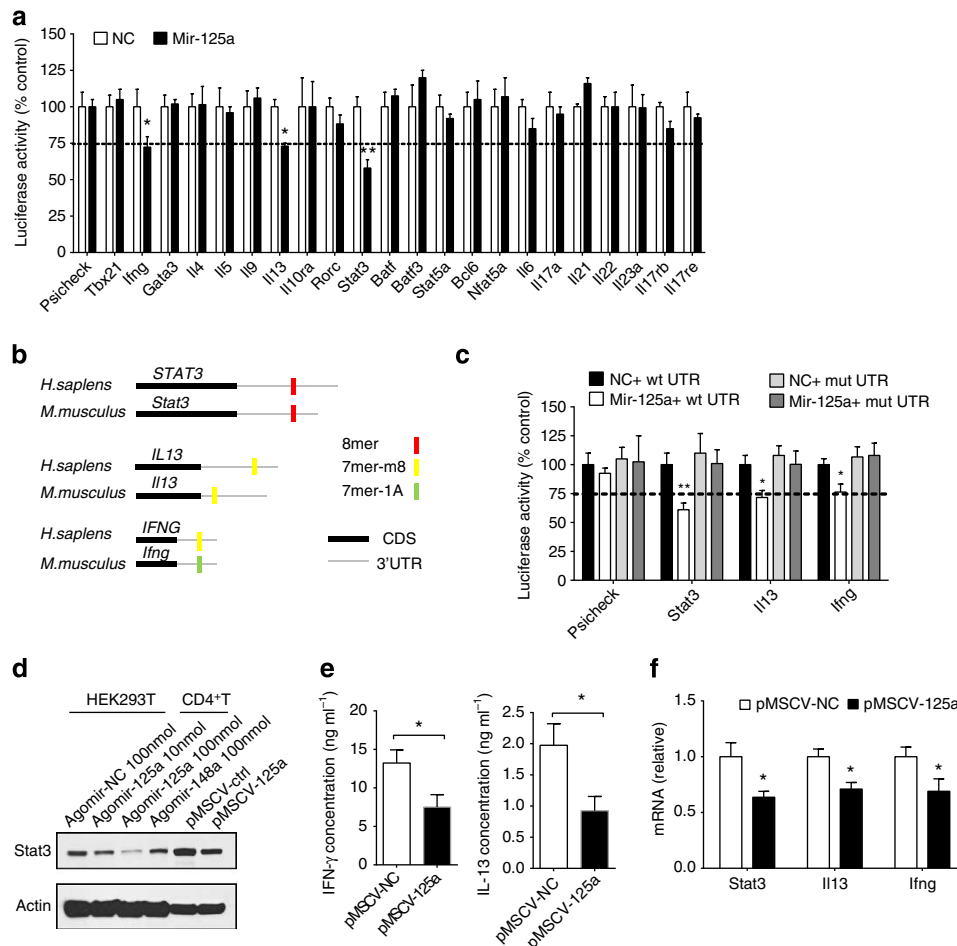 a
NC Mir-125a
Luciferase activity (% control)
150
125
100
75
50
25
0
* * **
Psicheck Tbx21 Ifng Gata3 Il4 Il5 Il9 Il13 Il10ra Rorc Stat3 Batf Batf3 Stat5a Bcl6 Nfat5a Il6 Il17a Il21 Il22 Il23a Il17rb Il17re
b
STAT3
H.sapiens
Stat3
M.musculus
IL13
H.sapiens
Il13
M.musculus
IFNG
H.sapiens
Ifng
M.musculus
8mer
7mer-m8
7mer-1A
CDS
3'UTR
c
NC+ wt UTR NC+ mut UTR
Mir-125a+ wt UTR Mir-125a+ mut UTR
Luciferase activity (% control)
150
125
100
75
50
25
0
** * *
Psicheck Stat3 Il13 Ifng
d
HEK293T CD4+T
Agomir-NC 100nmol
Agomir-125a 10nmol
Agomir-125a 100nmol
Agomir-148a 100nmol
pMSCV-ctrl
pMSCV-125a
Stat3
Actin
e
IFN-γ concentration (ng ml−1)
20
15
10
5
0
*
pMSCV-NC pMSCV-125a
IL-13 concentration (ng ml−1)
2.5
2.0
1.5
1.0
0.5
0.0
*
pMSCV-NC pMSCV-125a
f
pMSCV-NC pMSCV-125a
mRNA (relative)
1.5
1.0
0.5
0.0
* * *
Stat3 Il13 Ifng